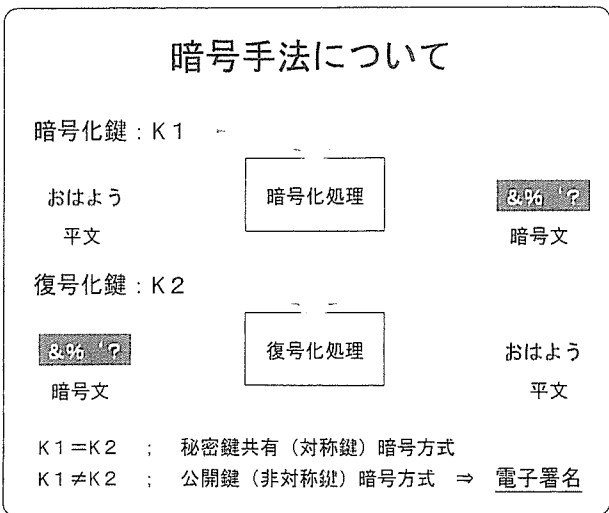 暗号手法について
暗号化鍵：K1
おはよう 暗号化処理 &% '?
平文 暗号文
復号化鍵：K2
&% '? 復号化処理 おはよう
暗号文 平文
K1＝K2 ； 秘密鍵共有（対称鍵）暗号方式
K1≠K2 ； 公開鍵（非対称鍵）暗号方式 ⇒ 電子署名